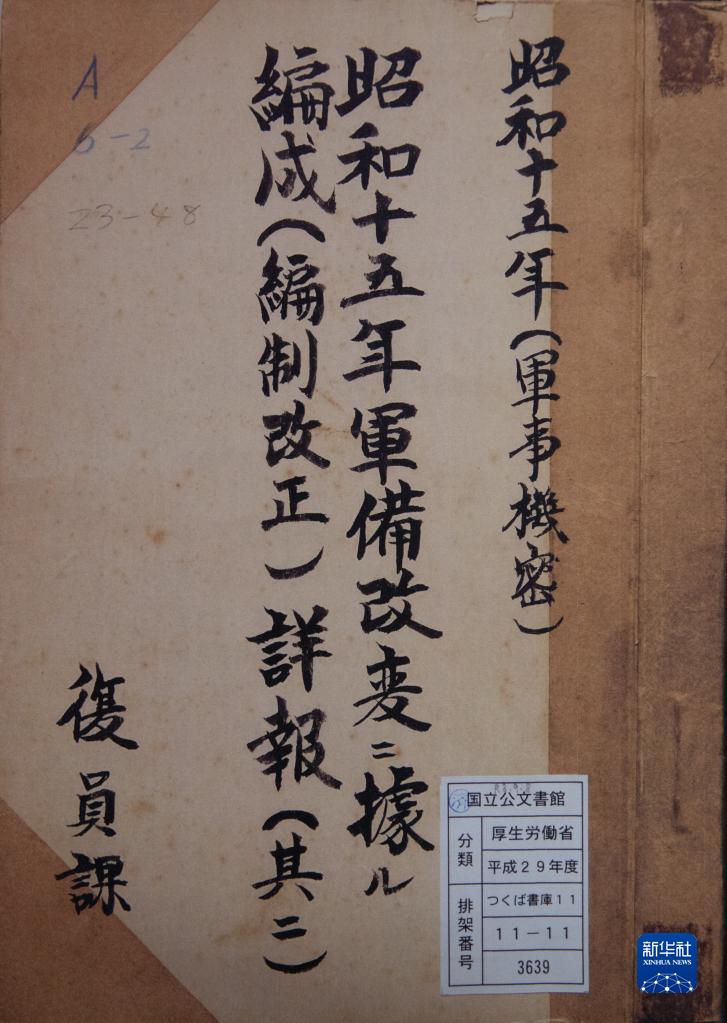 昭和十五年（軍事機密）
昭和十五年軍備改変ニ據ル
編成（編制改正）詳報（其二）
復員課
A
6-2
23-48
国立公文書館
分類
厚生労働省
平成29年度
排架番号
つくば書庫11
11-11
3639
新华社
XINHUA NEWS